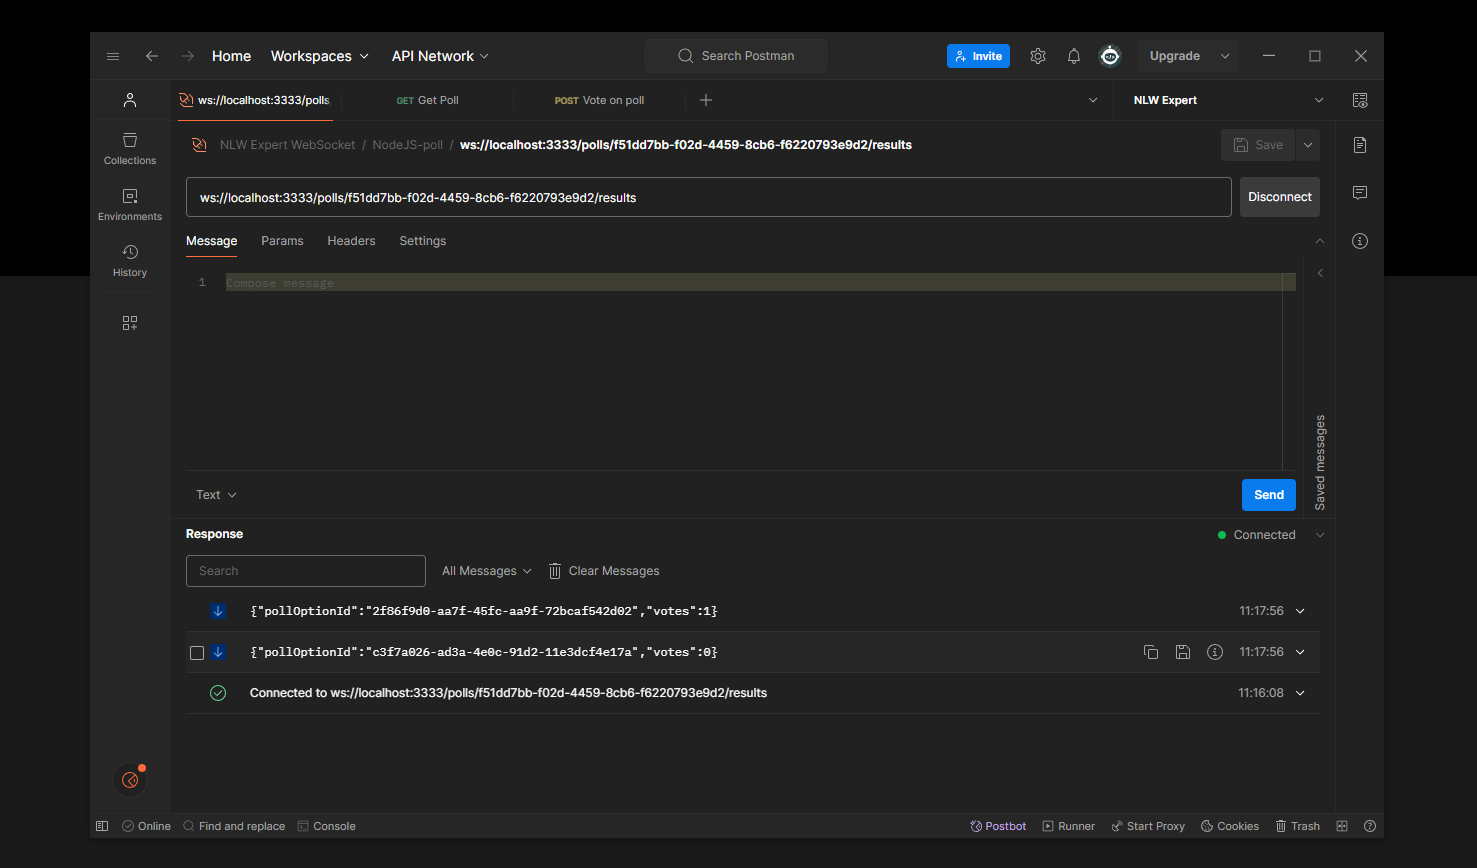 Home Workspaces API Network Search Postman Invite Upgrade
ws://localhost:3333/polls GET Get Poll POST Vote on poll NLW Expert
NLW Expert WebSocket / NodeJS-poll / ws://localhost:3333/polls/f51dd7bb-f02d-4459-8cb6-f6220793e9d2/results Save
Collections
ws://localhost:3333/polls/f51dd7bb-f02d-4459-8cb6-f6220793e9d2/results Disconnect
Environments
Message Params Headers Settings
History
1 Compose message
Saved messages
Text Send
Response Connected
Search All Messages Clear Messages
{"pollOptionId":"2f86f9d0-aa7f-45fc-aa9f-72bcaf542d02","votes":1} 11:17:56
{"pollOptionId":"c3f7a026-ad3a-4e0c-91d2-11e3dcf4e17a","votes":0} 11:17:56
Connected to ws://localhost:3333/polls/f51dd7bb-f02d-4459-8cb6-f6220793e9d2/results 11:16:08
Online Find and replace Console Postbot Runner Start Proxy Cookies Trash